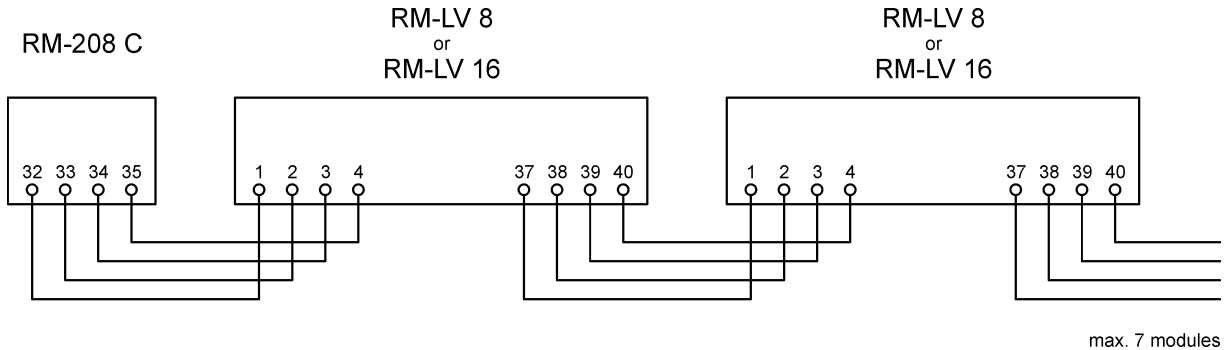 RM-208 C
RM-LV 8
or
RM-LV 16
RM-LV 8
or
RM-LV 16
32 33 34 35
1 2 3 4
37 38 39 40
1 2 3 4
37 38 39 40
max. 7 modules